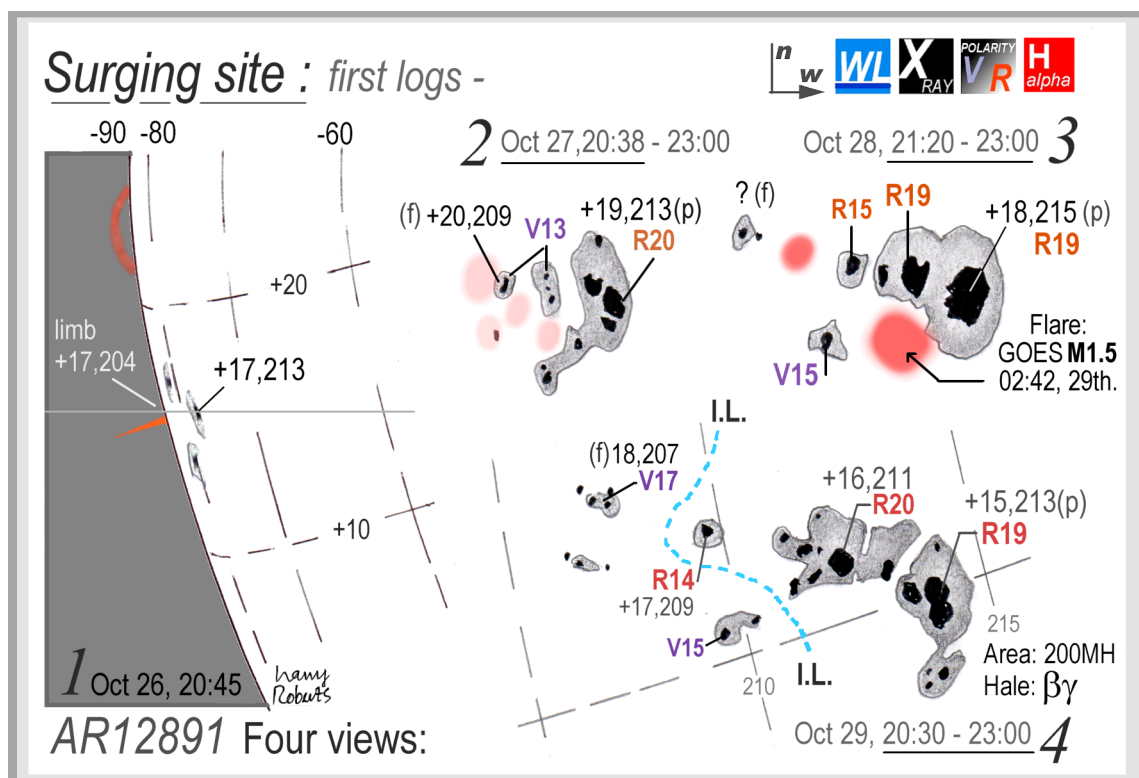 Surging site : first logs -
n
w
WL
X RAY
POLARITY
V R
H alpha
-90 -80 -60
2 Oct 27,20:38 - 23:00
Oct 28, 21:20 - 23:00 3
(f) +20,209
V13
+19,213(p)
R20
? (f)
R15
R19
+18,215 (p)
R19
+20
limb
+17,204
+17,213
V15
Flare:
GOES M1.5
02:42, 29th.
I.L.
(f)18,207
V17
+16,211
R20
+15,213(p)
R19
+10
R14
+17,209
V15
215
210
I.L.
Area: 200MH
Hale: βγ
1 Oct 26, 20:45
Harry
Roberts
AR12891 Four views:
Oct 29, 20:30 - 23:00 4